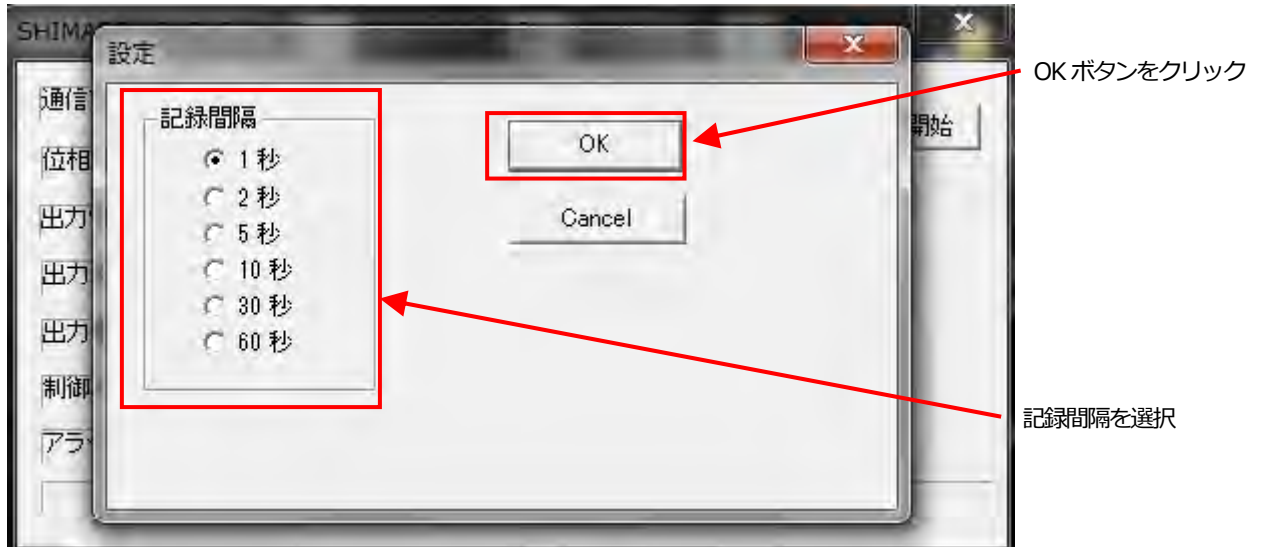 SHIMA
設定
OK ボタンをクリック
通信
記録間隔
OK
開始
1 秒
位相
2 秒
Cancel
出力
5 秒
出力
10 秒
30 秒
出力
60 秒
制御
記録間隔を選択
アラ